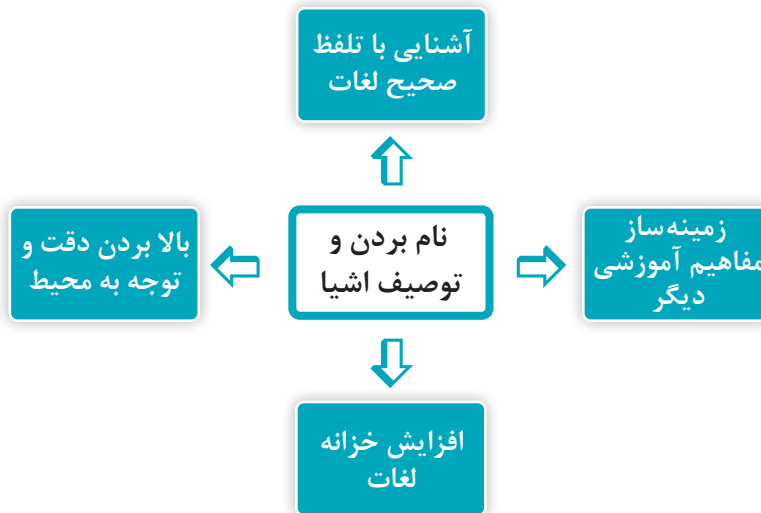 آشنایی با تلفظ
صحیح لغات
زمینه‌ساز
مفاهیم آموزشی
دیگر
نام بردن و
توصیف اشیا
بالا بردن دقت و
توجه به محیط
افزایش خزانه
لغات